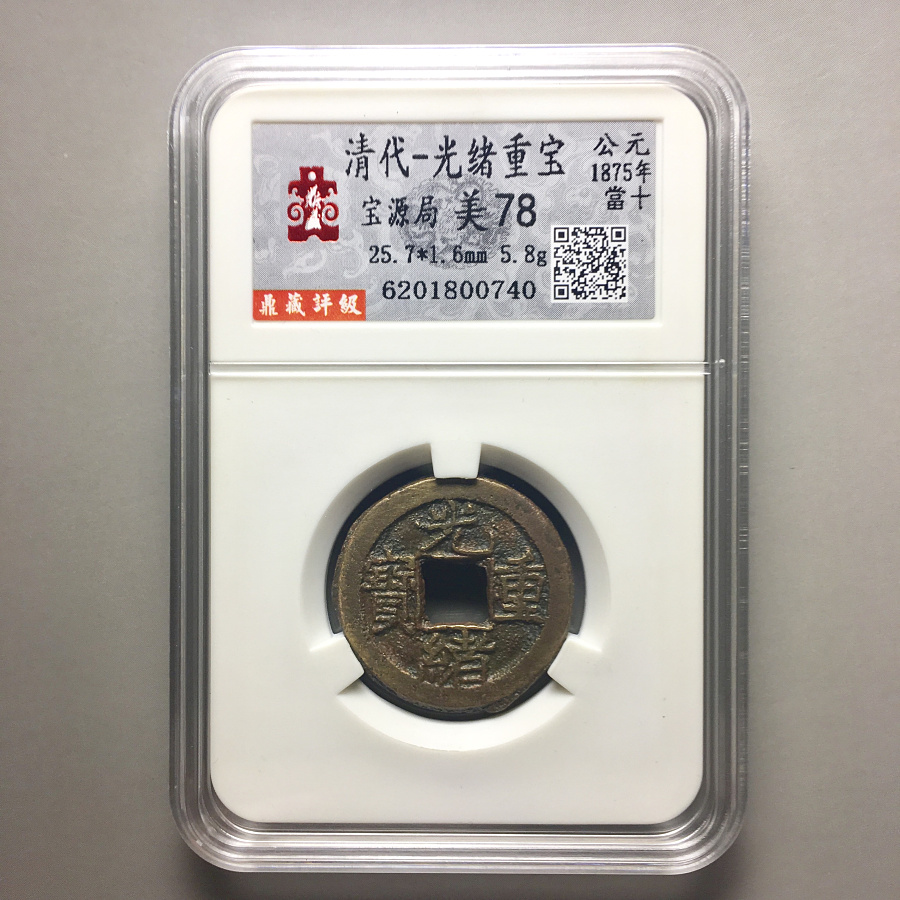 清代-光绪重宝
公元
1875年
當十
宝源局 美78
25.7*1.6mm 5.8g
6201800740
鼎藏評級
光
重
寶
緒